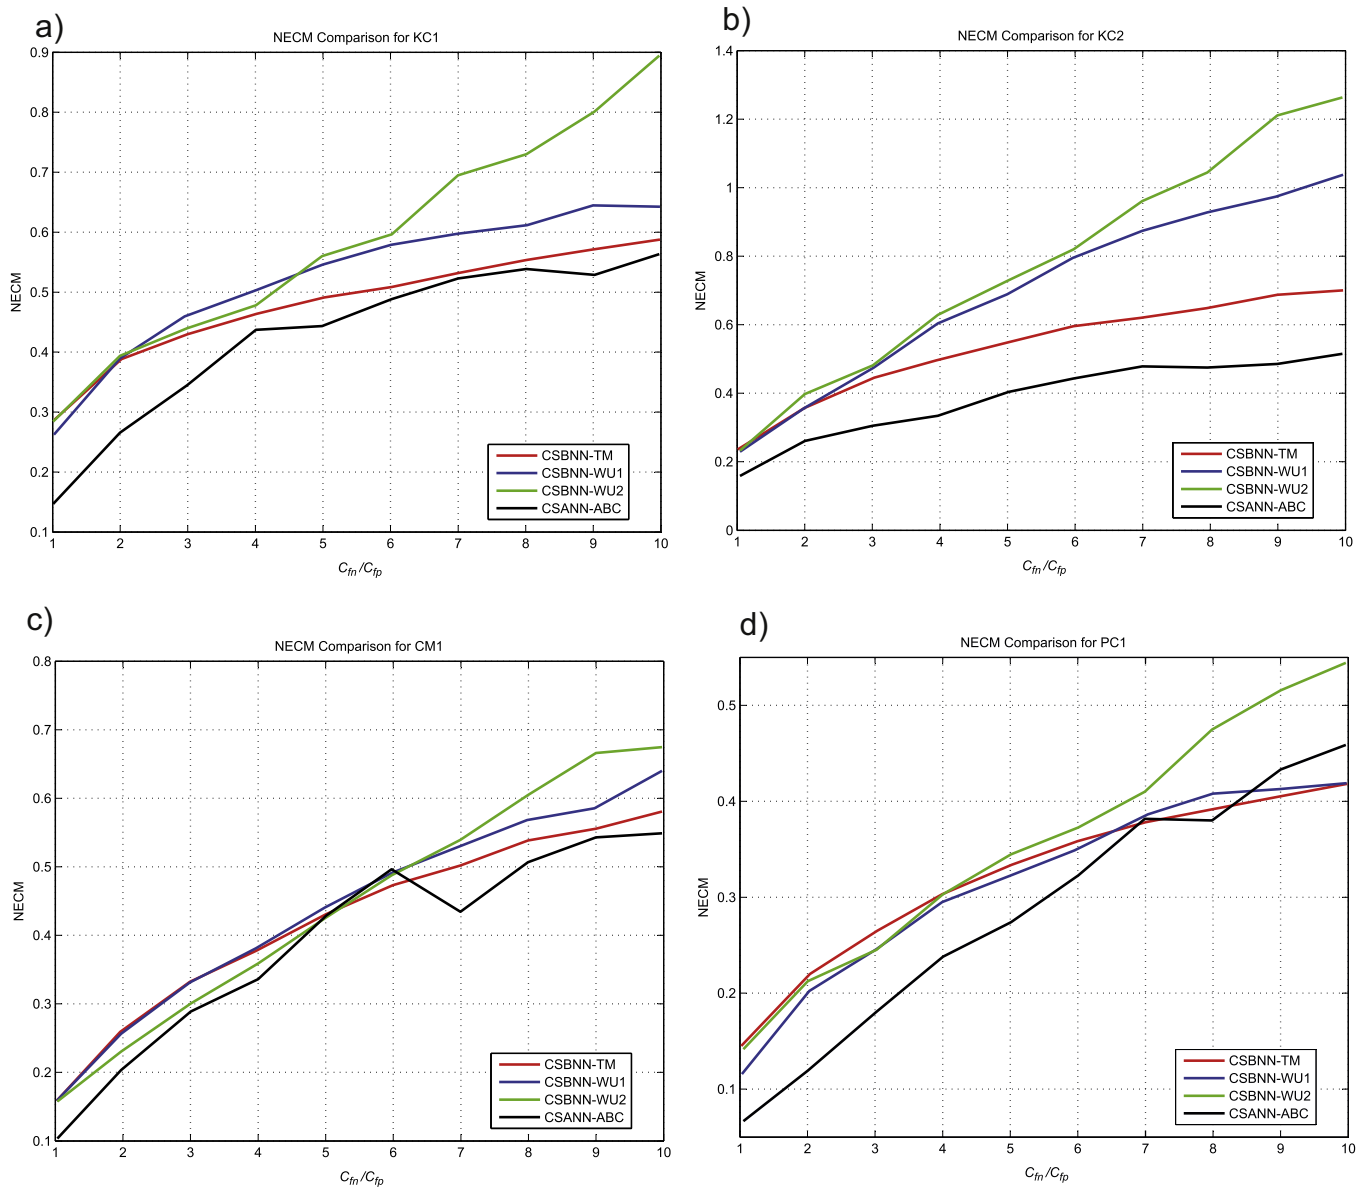 a)
NECM Comparison for KC1
0.9
0.8
0.7
0.6
0.5
0.4
0.3
0.2
0.1
NECM
1 2 3 4 5 6 7 8 9 10
Cfn/Cfp
CSBNN-TM
CSBNN-WU1
CSBNN-WU2
CSANN-ABC
b)
NECM Comparison for KC2
1.4
1.2
1
0.8
0.6
0.4
0.2
0
NECM
1 2 3 4 5 6 7 8 9 10
Cfn/Cfp
CSBNN-TM
CSBNN-WU1
CSBNN-WU2
CSANN-ABC
c)
NECM Comparison for CM1
0.8
0.7
0.6
0.5
0.4
0.3
0.2
0.1
NECM
1 2 3 4 5 6 7 8 9 10
Cfn/Cfp
CSBNN-TM
CSBNN-WU1
CSBNN-WU2
CSANN-ABC
d)
NECM Comparison for PC1
0.5
0.4
0.3
0.2
0.1
NECM
1 2 3 4 5 6 7 8 9 10
Cfn/Cfp
CSBNN-TM
CSBNN-WU1
CSBNN-WU2
CSANN-ABC